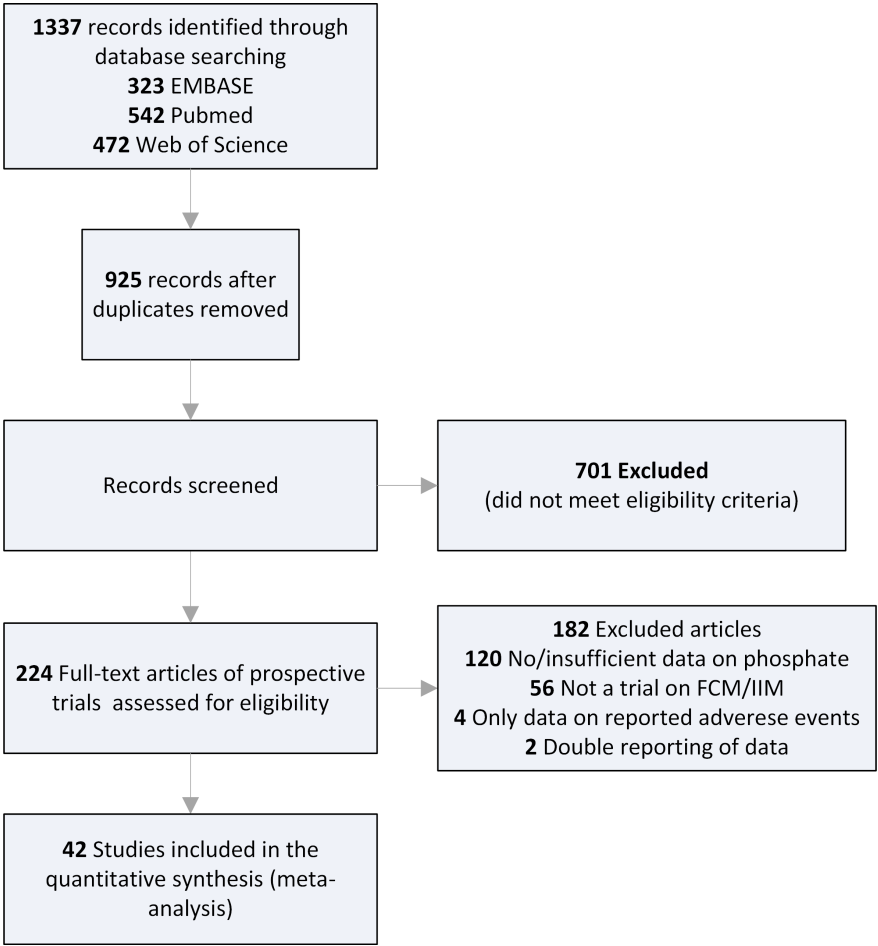 1337 records identified through
database searching
323 EMBASE
542 Pubmed
472 Web of Science
925 records after
duplicates removed
Records screened
701 Excluded
(did not meet eligibility criteria)
224 Full-text articles of prospective
trials assessed for eligibility
182 Excluded articles
120 No/insufficient data on phosphate
56 Not a trial on FCM/IIM
4 Only data on reported adverese events
2 Double reporting of data
42 Studies included in the
quantitative synthesis (meta-
analysis)